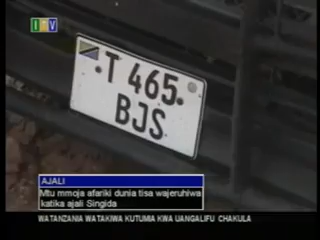 ITV
T 465
BJS
AJALI
Mtu mmoja afariki dunia tisa wajeruhiwa
katika ajali Singida
WATANZANIA WATAKIWA KUTUMIA KWA UANGALIFU CHAKULA